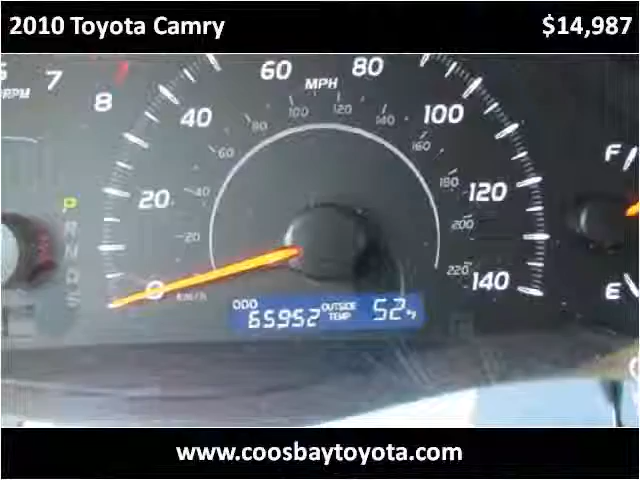 2010 Toyota Camry $14,987
7
8
RPM
60 MPH 80
40 100
20 120
0 140
20 40 60 80 100 120 140 160 180 200 220
km/h
P
R
N
D
S
F
E
ODO 65952 OUTSIDE TEMP 52°F
www.coosbaytoyota.com